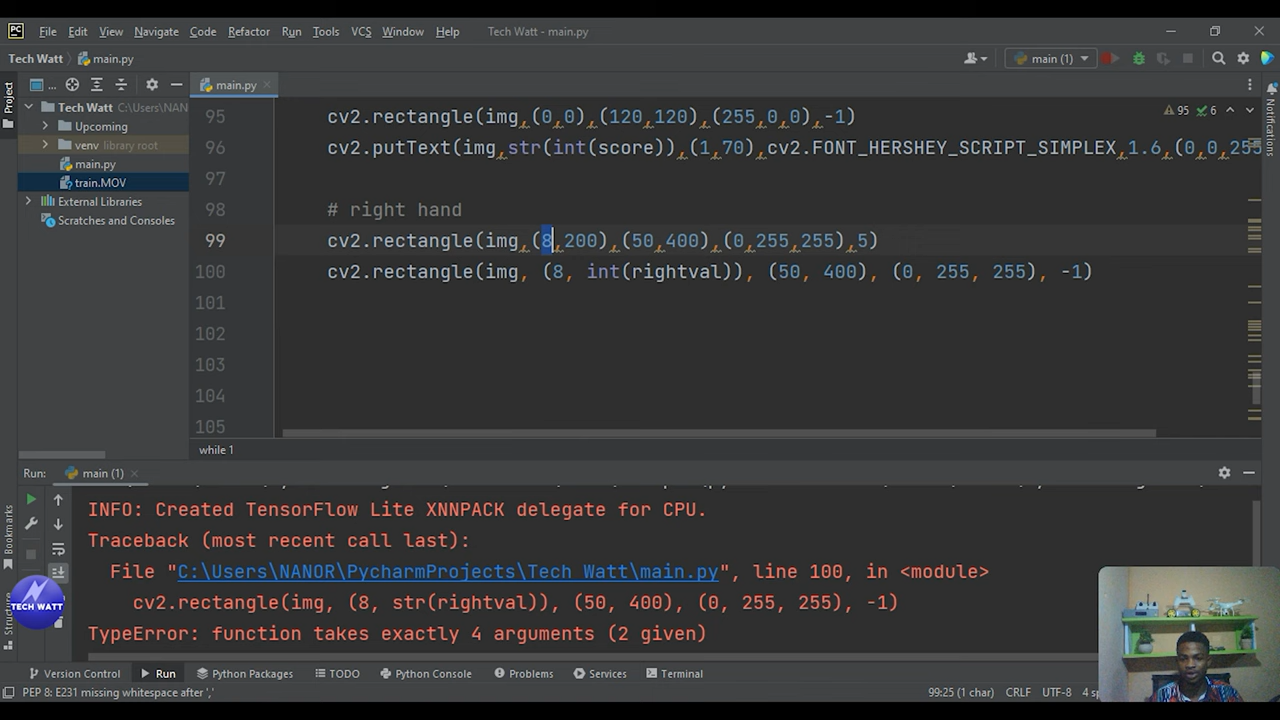 PC File Edit View Navigate Code Refactor Run Tools VCS Window Help Tech Watt - main.py
Tech Watt main.py main (1)
Project ... main.py
Tech Watt C:\Users\NAN
Upcoming
venv library root
main.py
train.MOV
External Libraries
Scratches and Consoles
95 cv2.rectangle(img,(0,0),(120,120),(255,0,0),-1)
96 cv2.putText(img,str(int(score)),(1,70),cv2.FONT_HERSHEY_SCRIPT_SIMPLEX,1.6,(0,0,255
97
98 # right hand
99 cv2.rectangle(img,(8,200),(50,400),(0,255,255),5)
100 cv2.rectangle(img, (8, int(rightval)), (50, 400), (0, 255, 255), -1)
101
102
103
104
105
95 6
Notifications
while 1
Run: main (1)
INFO: Created TensorFlow Lite XNNPACK delegate for CPU.
Traceback (most recent call last):
File "C:\Users\NANOR\PycharmProjects\Tech Watt\main.py", line 100, in <module>
cv2.rectangle(img, (8, str(rightval)), (50, 400), (0, 255, 255), -1)
TypeError: function takes exactly 4 arguments (2 given)
Bookmarks
Structure
TECH WATT
Version Control Run Python Packages TODO Python Console Problems Services Terminal
PEP 8: E231 missing whitespace after ',' 99:25 (1 char) CRLF UTF-8 4 s